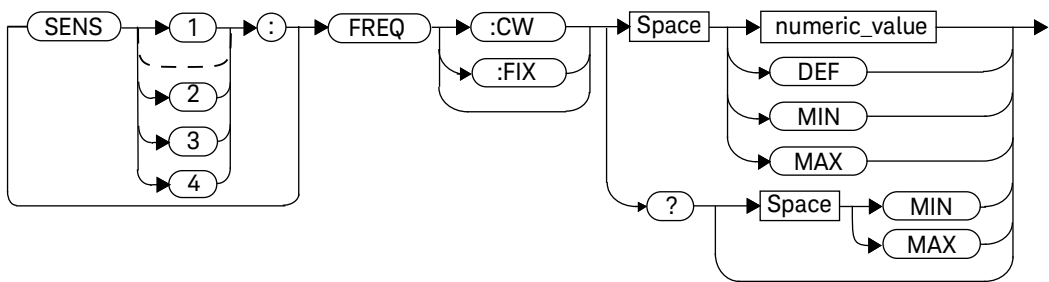 SENS 1 : FREQ :CW Space numeric_value
:FIX DEF
2
3 MIN
4 MAX
? Space MIN
MAX